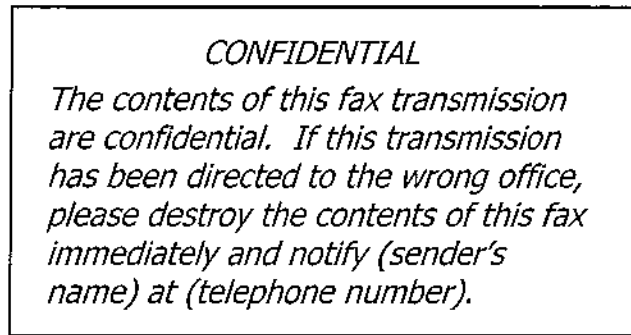 CONFIDENTIAL
The contents of this fax transmission
are confidential.  If this transmission
has been directed to the wrong office,
please destroy the contents of this fax
immediately and notify (sender's
name) at (telephone number).